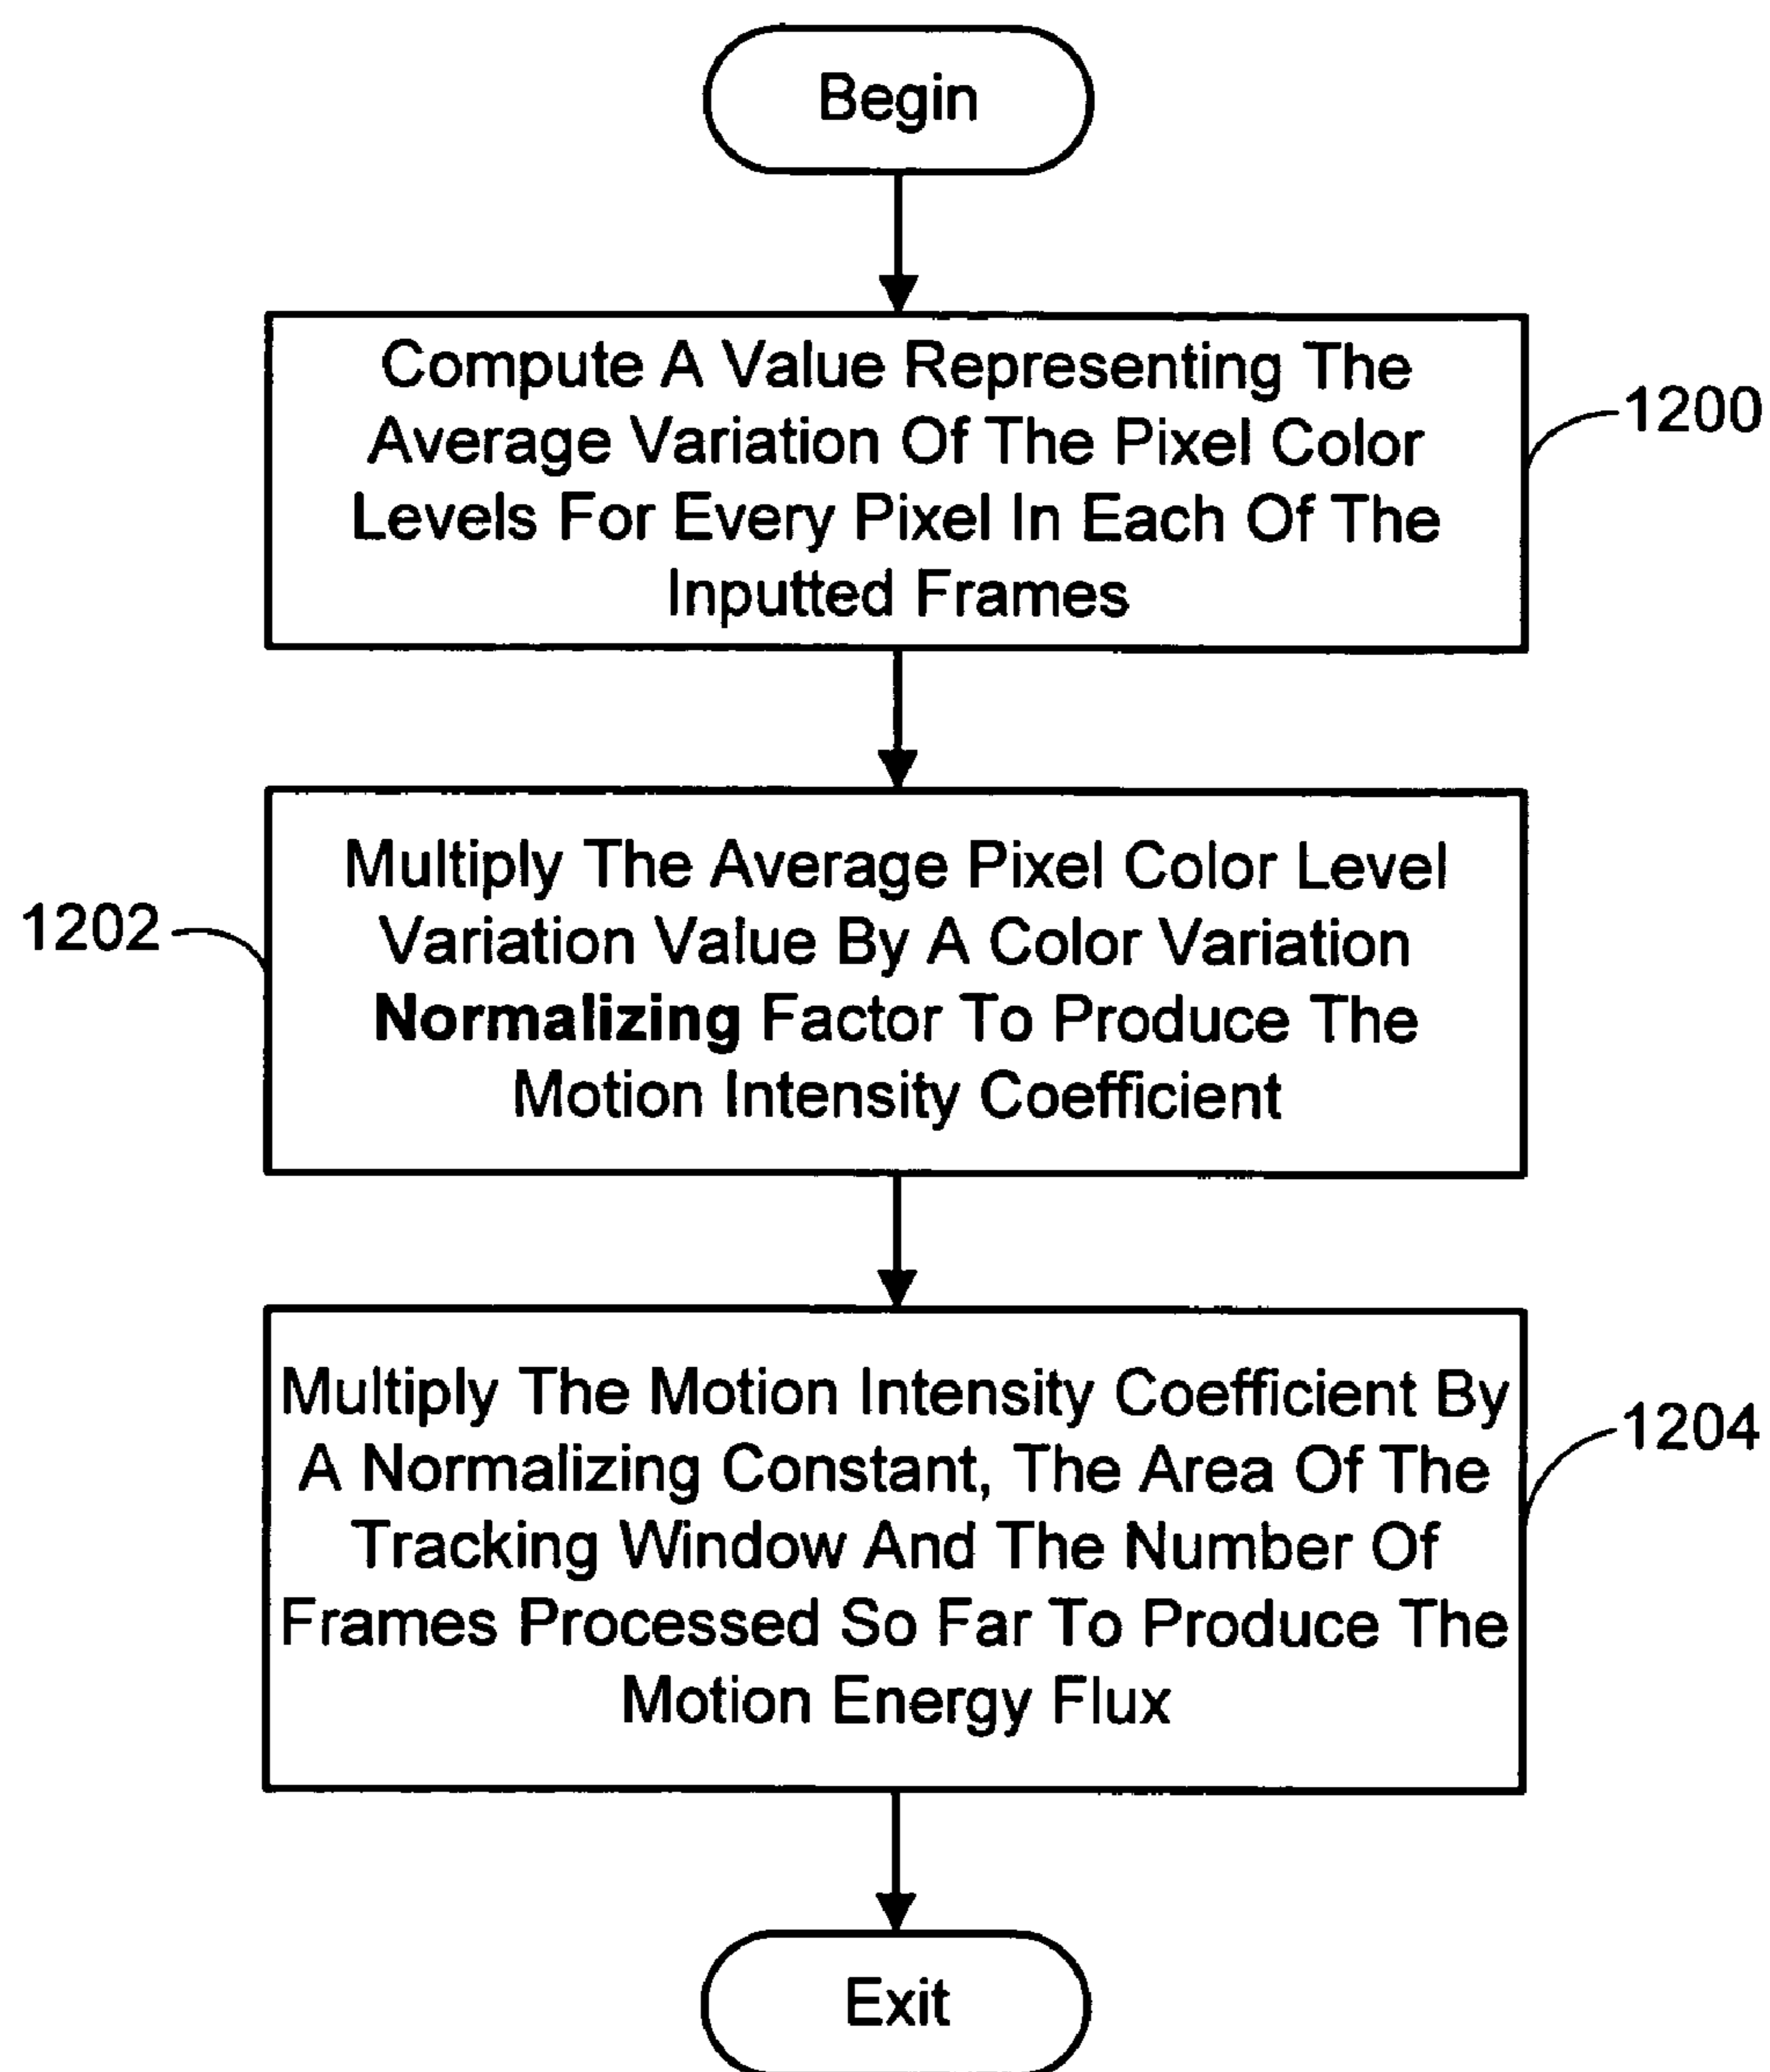 Begin
Compute A Value Representing The
Average Variation Of The Pixel Color
Levels For Every Pixel In Each Of The
Inputted Frames
1200
Multiply The Average Pixel Color Level
Variation Value By A Color Variation
Normalizing Factor To Produce The
Motion Intensity Coefficient
1202
Multiply The Motion Intensity Coefficient By
A Normalizing Constant, The Area Of The
Tracking Window And The Number Of
Frames Processed So Far To Produce The
Motion Energy Flux
1204
Exit